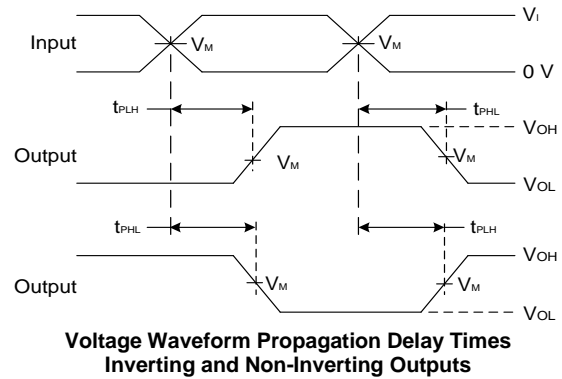 VI
Input VM VM
0 V
tPLH tPHL
VOH
Output VM VM
VOL
tPHL tPLH
VOH
Output VM VM
VOL
Voltage Waveform Propagation Delay Times
Inverting and Non-Inverting Outputs